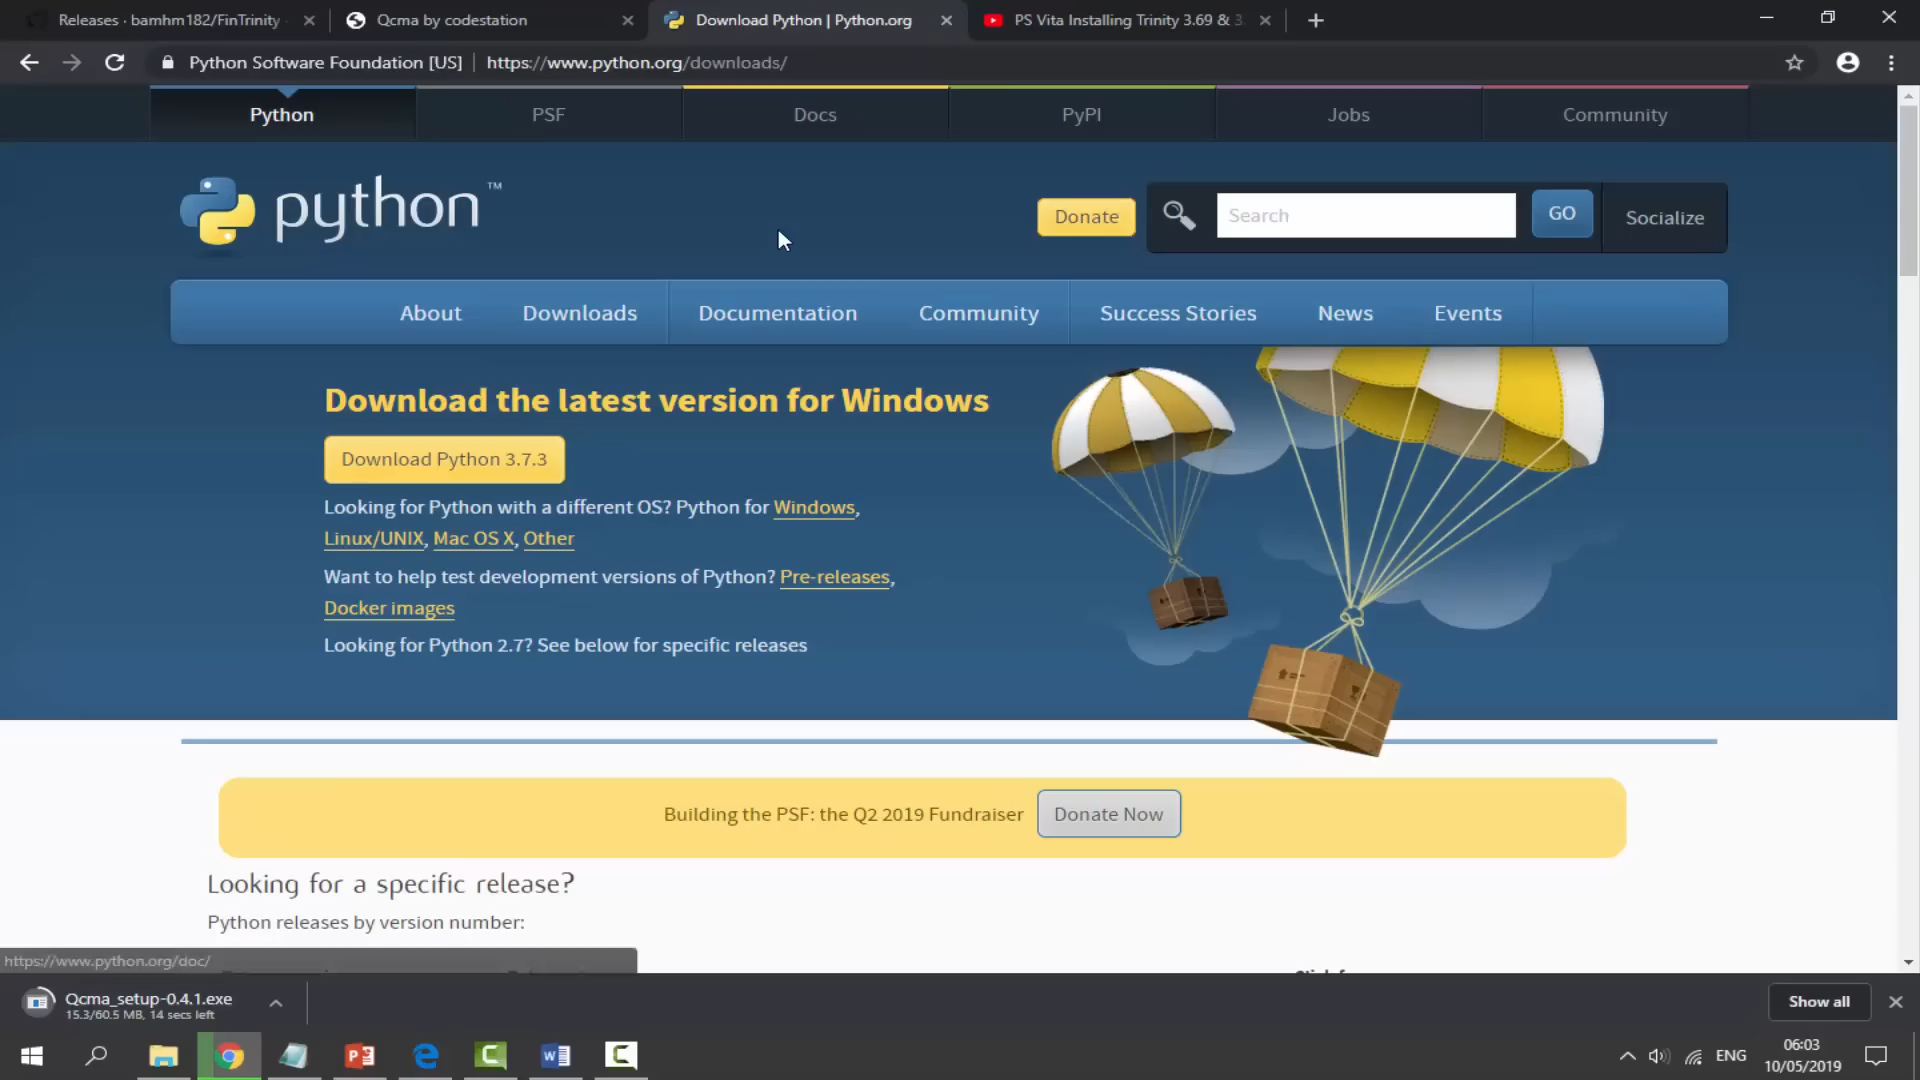 Releases · bamhm182/FinTrinity
Qcma by codestation
Download Python | Python.org
PS Vita Installing Trinity 3.69 & 3.
Python Software Foundation [US] | https://www.python.org/downloads/
Python
PSF
Docs
PyPI
Jobs
Community
python™
Donate
Search
GO
Socialize
About
Downloads
Documentation
Community
Success Stories
News
Events
Download the latest version for Windows
Download Python 3.7.3
Looking for Python with a different OS? Python for Windows,
Linux/UNIX, Mac OS X, Other
Want to help test development versions of Python? Pre-releases,
Docker images
Looking for Python 2.7? See below for specific releases
Building the PSF: the Q2 2019 Fundraiser
Donate Now
Looking for a specific release?
Python releases by version number:
https://www.python.org/doc/
Qcma_setup-0.4.1.exe
15.3/60.5 MB, 14 secs left
Show all
ENG
06:03
10/05/2019